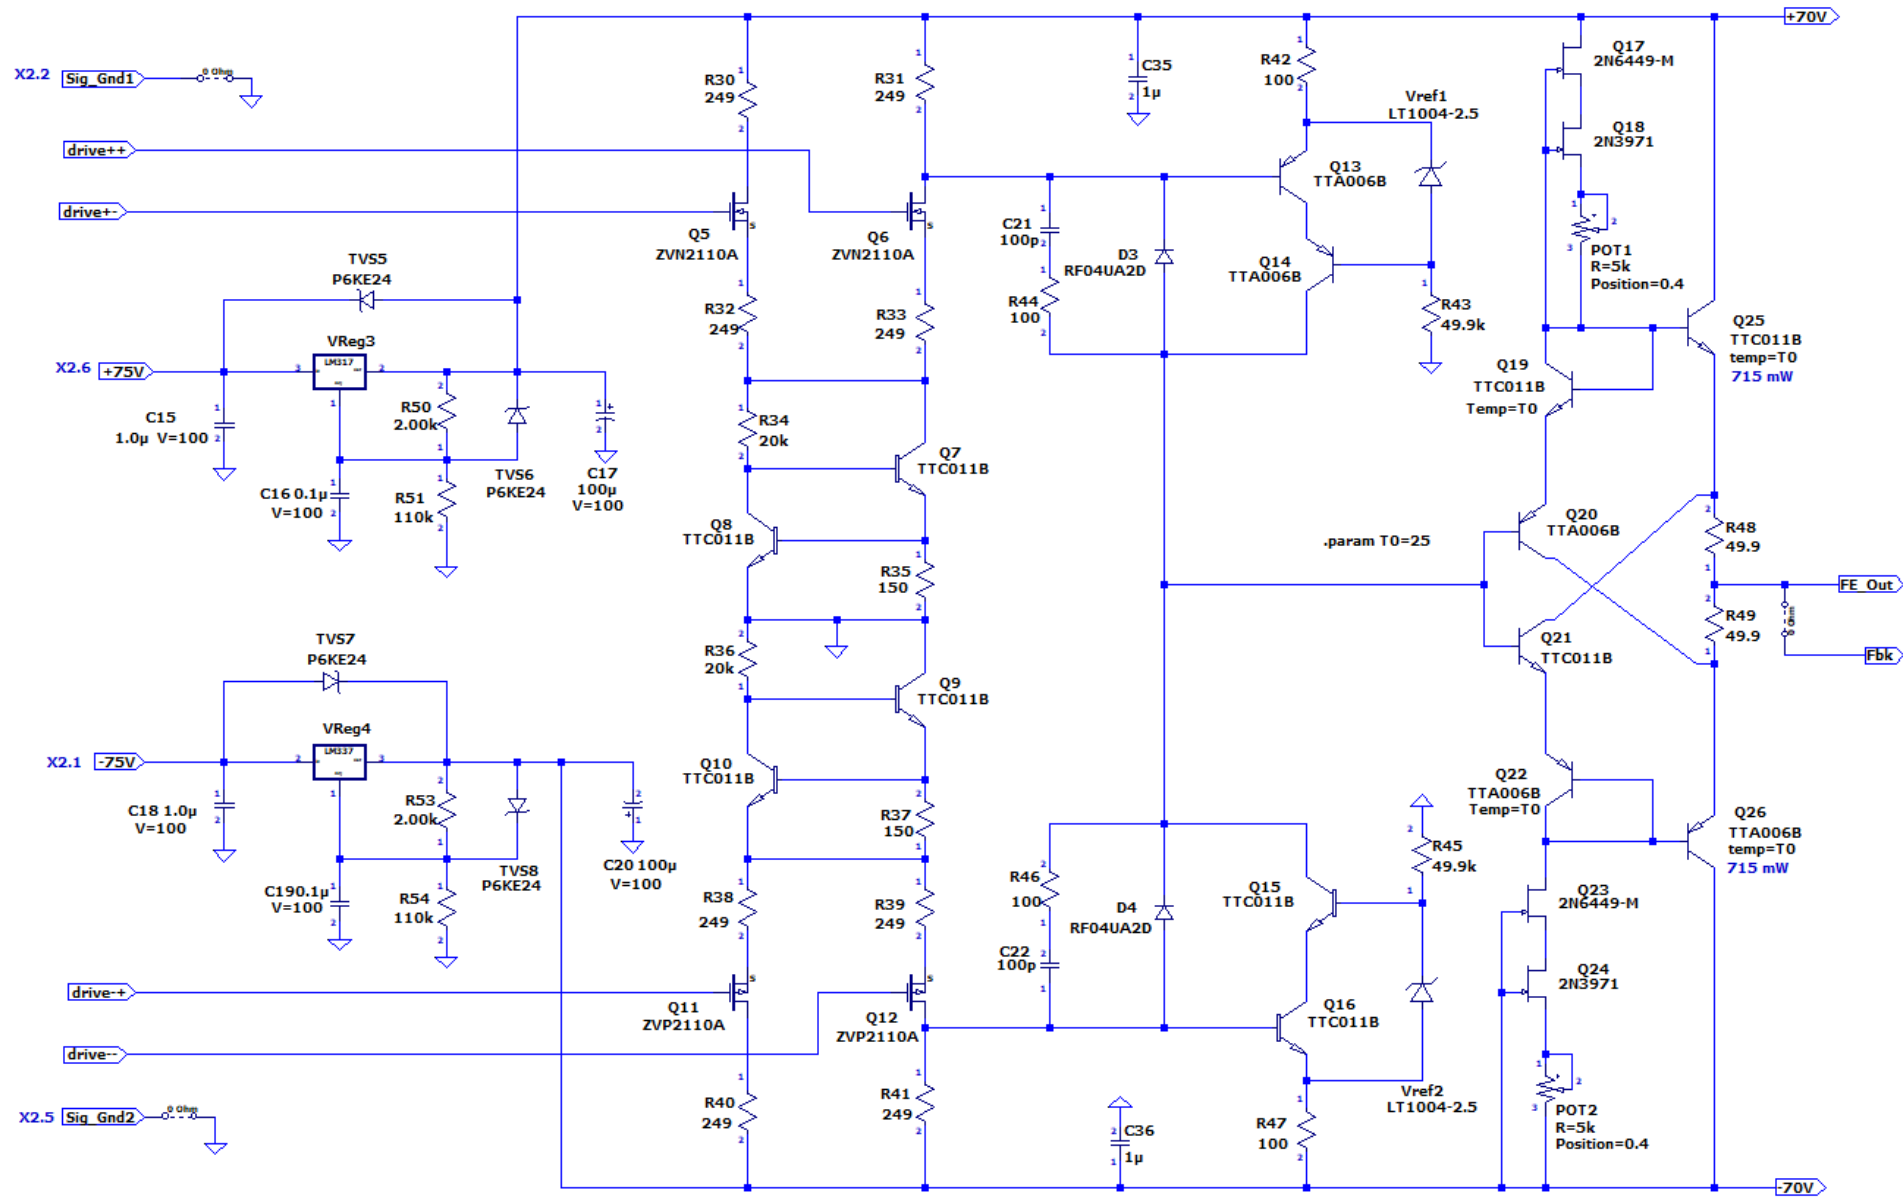 +70V
X2.2
Sig_Gnd1
0 Ohm
R30
249
R31
249
C35
1µ
R42
100
Q17
2N6449-M
Vref1
LT1004-2.5
drive++
Q18
2N3971
Q13
TTA006B
drive+-
Q5
ZVN2110A
S
Q6
ZVN2110A
S
C21
100p
D3
RF04UA2D
Q14
TTA006B
POT1
R=5k
Position=0.4
TVS5
P6KE24
R32
249
R33
249
R44
100
R43
49.9k
Q25
TTC011B
temp=T0
715 mW
X2.6
+75V
VReg3
LM317
Q19
TTC011B
Temp=T0
C15
1.0µ V=100
R50
2.00k
R34
20k
Q7
TTC011B
C16 0.1µ
V=100
R51
110k
TVS6
P6KE24
C17
100µ
V=100
Q8
TTC011B
Q20
TTA006B
R48
49.9
.param T0=25
R35
150
FE_Out
0 Ohm
R49
49.9
Fbk
TVS7
P6KE24
R36
20k
Q21
TTC011B
Q9
TTC011B
X2.1
-75V
VReg4
LM337
Q10
TTC011B
Q22
TTA006B
Temp=T0
C18 1.0µ
V=100
R53
2.00k
R37
150
Q26
TTA006B
temp=T0
715 mW
TVS8
P6KE24
C20 100µ
V=100
R45
49.9k
C19 0.1µ
V=100
R54
110k
R38
249
R39
249
R46
100
D4
RF04UA2D
Q15
TTC011B
Q23
2N6449-M
C22
100p
Q24
2N3971
drive-+
Q11
ZVP2110A
S
Q12
ZVP2110A
S
Q16
TTC011B
drive--
Vref2
LT1004-2.5
X2.5
Sig_Gnd2
0 Ohm
R40
249
R41
249
C36
1µ
R47
100
POT2
R=5k
Position=0.4
-70V